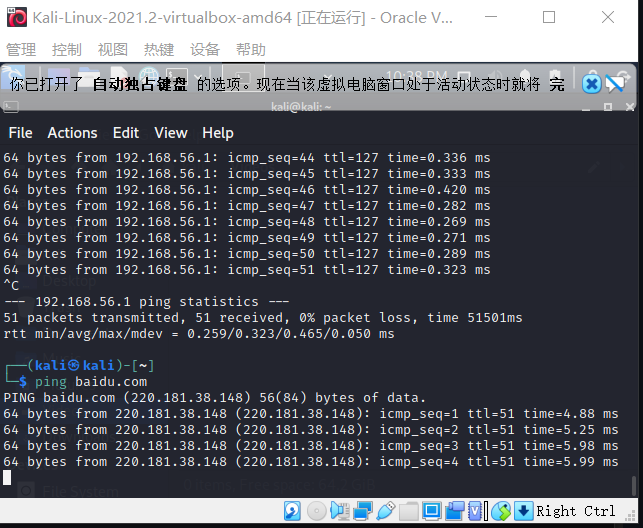 Kali-Linux-2021.2-virtualbox-amd64 [正在运行] - Oracle V...
管理 控制 视图 热键 设备 帮助
你已打开了 自动独占键盘 的选项。现在当该虚拟电脑窗口处于活动状态时就将 完
kali@kali: ~
File Actions Edit View Help
64 bytes from 192.168.56.1: icmp_seq=44 ttl=127 time=0.336 ms
64 bytes from 192.168.56.1: icmp_seq=45 ttl=127 time=0.333 ms
64 bytes from 192.168.56.1: icmp_seq=46 ttl=127 time=0.420 ms
64 bytes from 192.168.56.1: icmp_seq=47 ttl=127 time=0.282 ms
64 bytes from 192.168.56.1: icmp_seq=48 ttl=127 time=0.269 ms
64 bytes from 192.168.56.1: icmp_seq=49 ttl=127 time=0.271 ms
64 bytes from 192.168.56.1: icmp_seq=50 ttl=127 time=0.289 ms
64 bytes from 192.168.56.1: icmp_seq=51 ttl=127 time=0.323 ms
^C
--- 192.168.56.1 ping statistics ---
51 packets transmitted, 51 received, 0% packet loss, time 51501ms
rtt min/avg/max/mdev = 0.259/0.323/0.465/0.050 ms
┌──(kali㉿kali)-[~]
└─$ ping baidu.com
PING baidu.com (220.181.38.148) 56(84) bytes of data.
64 bytes from 220.181.38.148 (220.181.38.148): icmp_seq=1 ttl=51 time=4.88 ms
64 bytes from 220.181.38.148 (220.181.38.148): icmp_seq=2 ttl=51 time=5.25 ms
64 bytes from 220.181.38.148 (220.181.38.148): icmp_seq=3 ttl=51 time=5.98 ms
64 bytes from 220.181.38.148 (220.181.38.148): icmp_seq=4 ttl=51 time=5.99 ms
File System
Right Ctrl